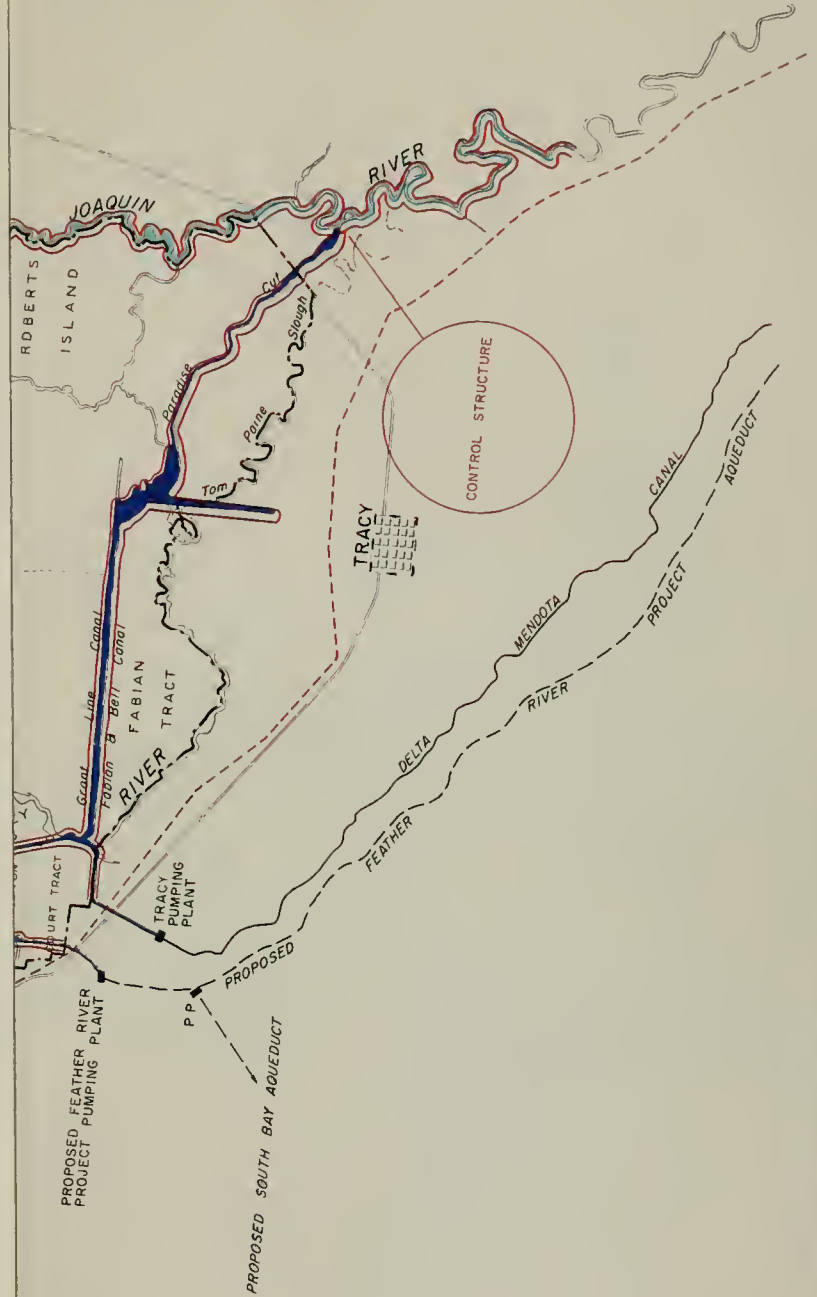 JOAQUIN
RIVER
ROBERTS
ISLAND
Paradise
Cut
Slough
Paine
Tom
Grant Line Canal
Fabian & Bell Canal
FABIAN
TRACT
RIVER
COURT TRACT
TRACY
CONTROL STRUCTURE
TRACY
PUMPING
PLANT
PROPOSED FEATHER RIVER
PROJECT PUMPING PLANT
P P
PROPOSED SOUTH BAY AQUEDUCT
DELTA MENDOTA CANAL
PROPOSED FEATHER RIVER PROJECT AQUEDUCT